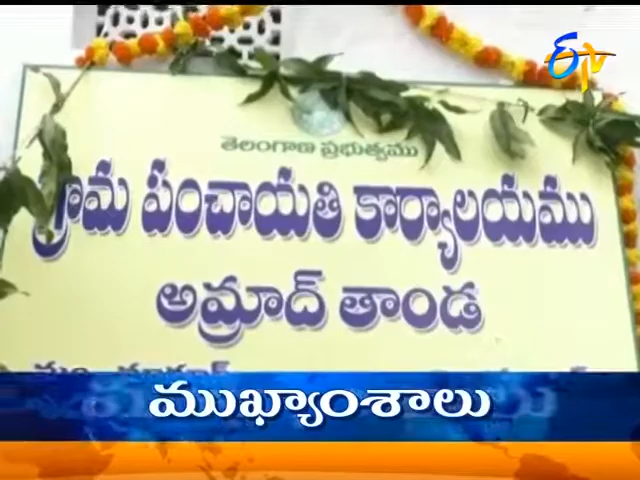 eTV
తెలంగాణ ప్రభుత్వము
గ్రామ పంచాయతి కార్యాలయము
అమ్రాద్ తాండ
ముఖ్యాంశాలు